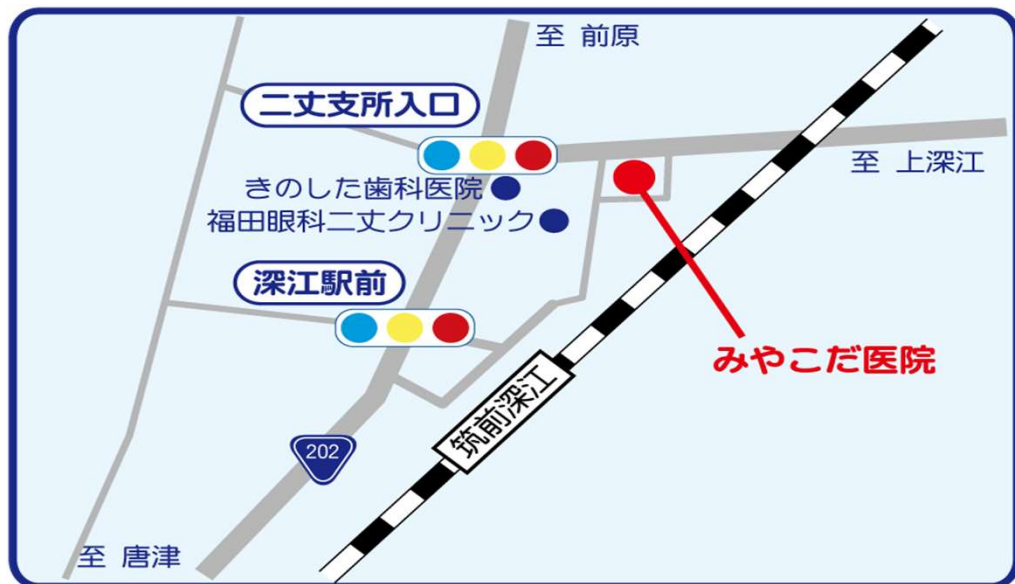 至 前原
二丈支所入口
至 上深江
きのした歯科医院
福田眼科二丈クリニック
深江駅前
みやこだ医院
筑前深江
202
至 唐津